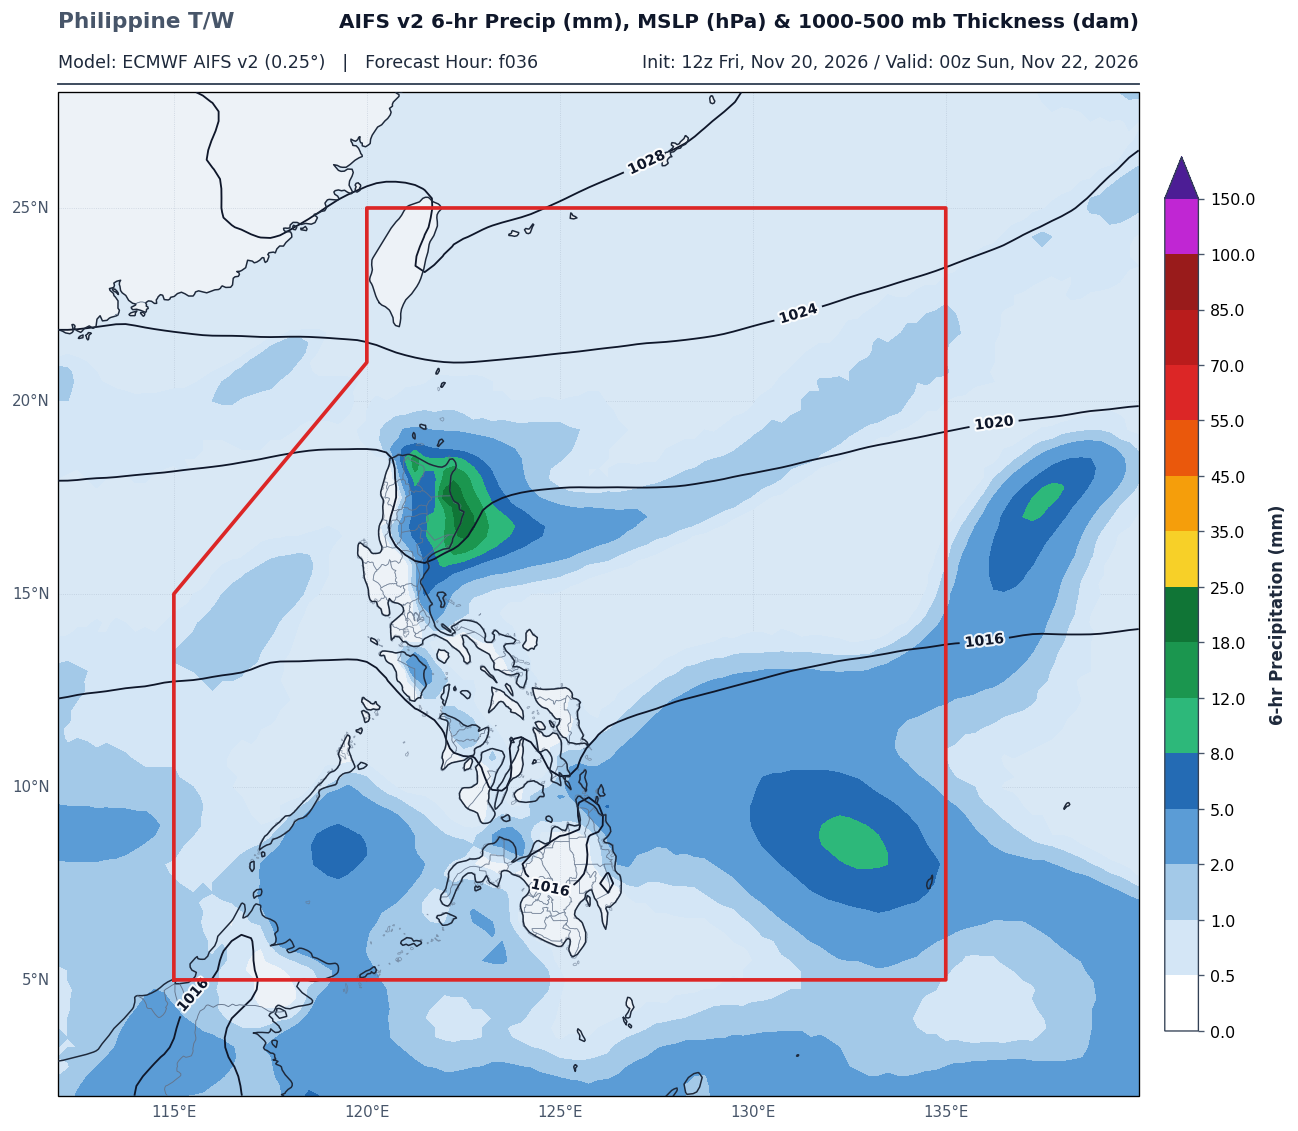 Philippine T/W
AIFS v2 6-hr Precip (mm), MSLP (hPa) & 1000-500 mb Thickness (dam)
Model: ECMWF AIFS v2 (0.25°) | Forecast Hour: f036
Init: 12z Fri, Nov 20, 2026 / Valid: 00z Sun, Nov 22, 2026
1028
1024
1020
1016
1016
1016
25°N
20°N
15°N
10°N
5°N
115°E
120°E
125°E
130°E
135°E
150.0
100.0
85.0
70.0
55.0
45.0
35.0
25.0
18.0
12.0
8.0
5.0
2.0
1.0
0.5
0.0
6-hr Precipitation (mm)